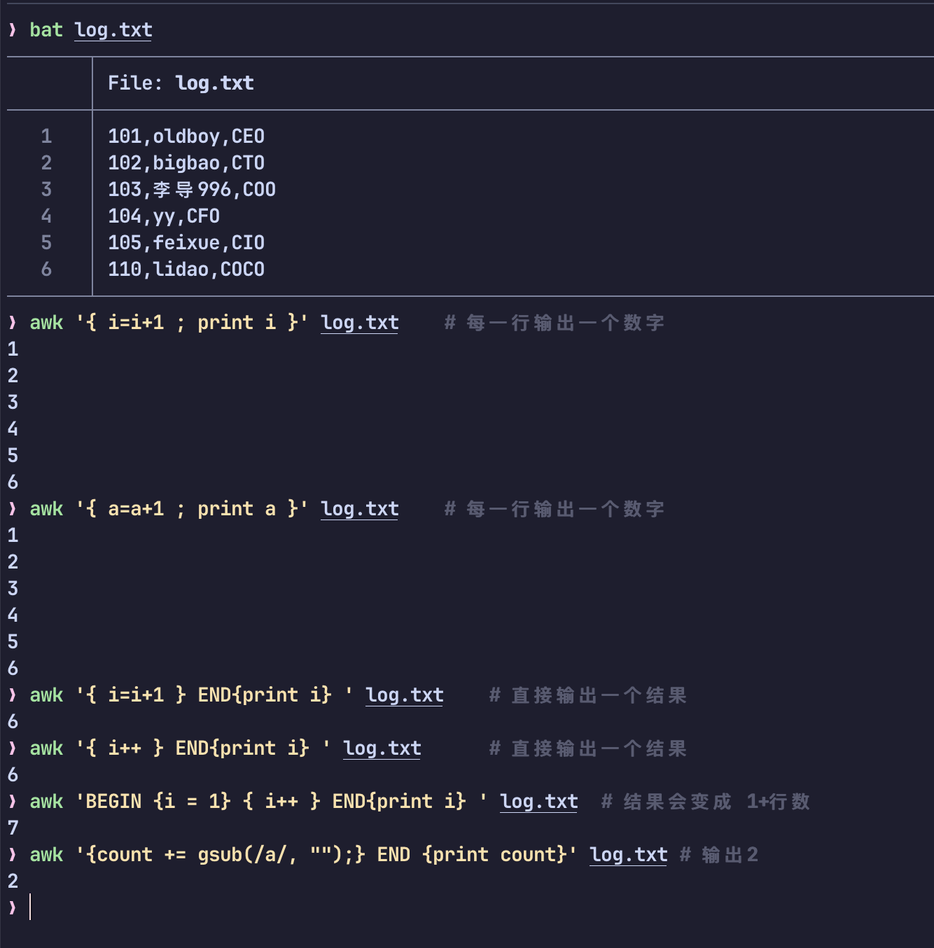 ❯ bat log.txt
File: log.txt
1 101,oldboy,CEO
2 102,bigbao,CTO
3 103,李导996,COO
4 104,yy,CFO
5 105,feixue,CIO
6 110,lidao,COCO
❯ awk '{ i=i+1 ; print i }' log.txt    # 每一行输出一个数字
1
2
3
4
5
6
❯ awk '{ a=a+1 ; print a }' log.txt    # 每一行输出一个数字
1
2
3
4
5
6
❯ awk '{ i=i+1 } END{print i} ' log.txt    # 直接输出一个结果
6
❯ awk '{ i++ } END{print i} ' log.txt      # 直接输出一个结果
6
❯ awk 'BEGIN {i = 1} { i++ } END{print i} ' log.txt  # 结果会变成 1+行数
7
❯ awk '{count += gsub(/a/, "");} END {print count}' log.txt # 输出2
2
❯